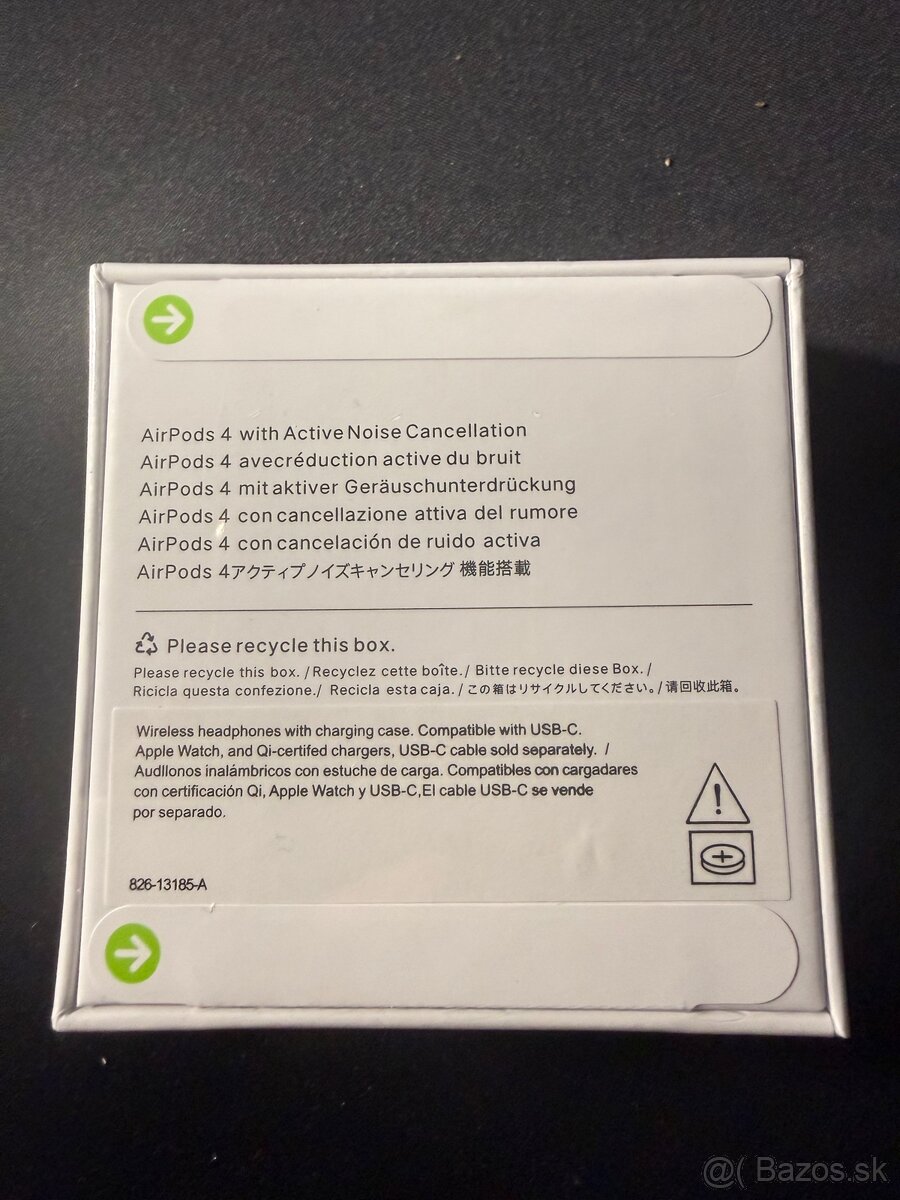 AirPods 4 with Active Noise Cancellation
AirPods 4 avecréduction active du bruit
AirPods 4 mit aktiver Geräuschunterdrückung
AirPods 4 con cancellazione attiva del rumore
AirPods 4 con cancelación de ruido activa
AirPods 4アクティブノイズキャンセリング 機能搭載
Please recycle this box.
Please recycle this box. / Recyclez cette boîte. / Bitte recycle diese Box. /
Ricicla questa confezione./ Recicla esta caja. / この箱はリサイクルしてください。/ 请回收此箱。
Wireless headphones with charging case. Compatible with USB-C.
Apple Watch, and Qi-certifed chargers, USB-C cable sold separately. /
Audllonos inalámbricos con estuche de carga. Compatibles con cargadares
con certificación Qi, Apple Watch y USB-C,El cable USB-C se vende
por separado.
826-13185-A
@( Bazos.sk